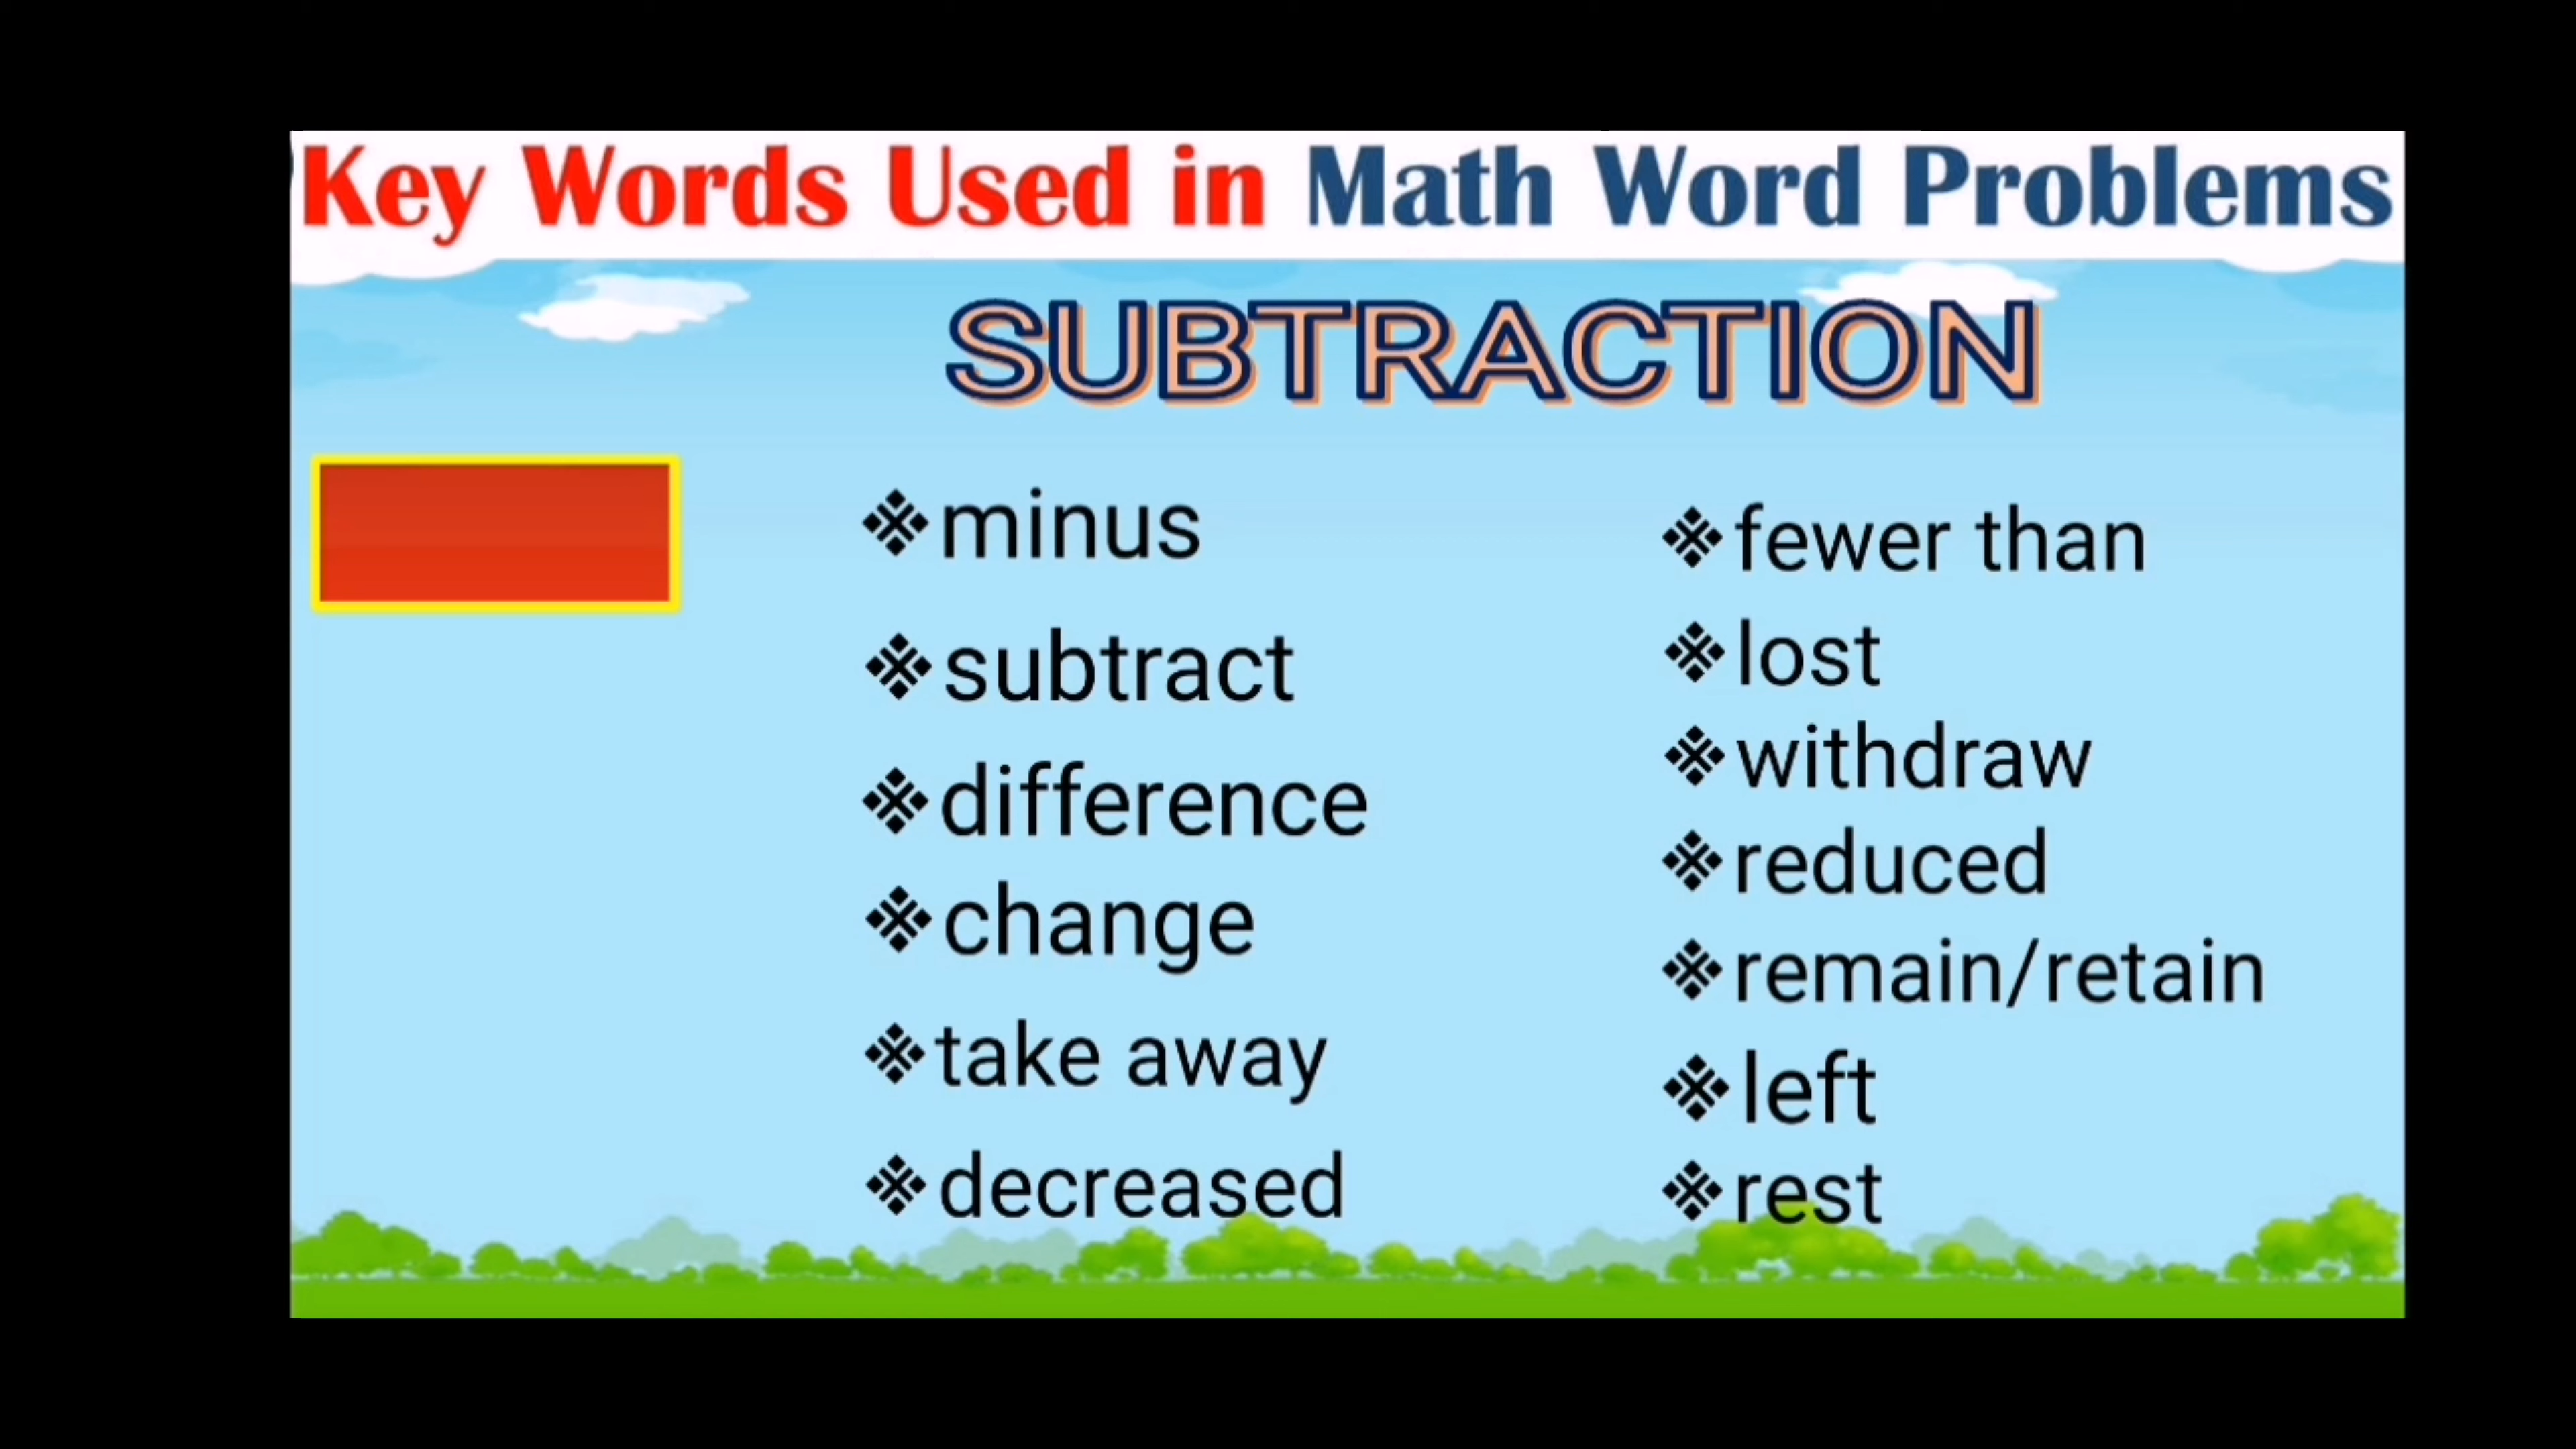 Key Words Used in Math Word Problems
SUBTRACTION
❖minus
❖subtract
❖difference
❖change
❖take away
❖decreased
❖fewer than
❖lost
❖withdraw
❖reduced
❖remain/retain
❖left
❖rest